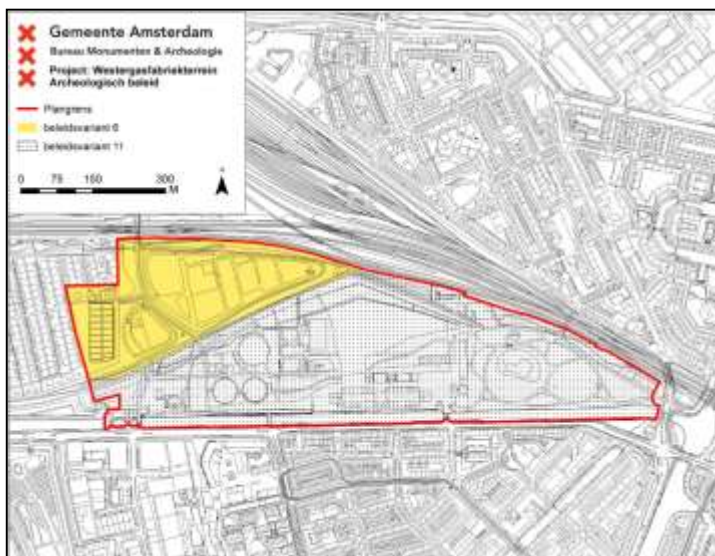 Gemeente Amsterdam
Bureau Monumenten & Archeologie
Project: Westergasfabriekterrein
Archeologisch beleid
Plangrens
beleidsvariant 6
beleidsvariant 11
0 75 150 300
M